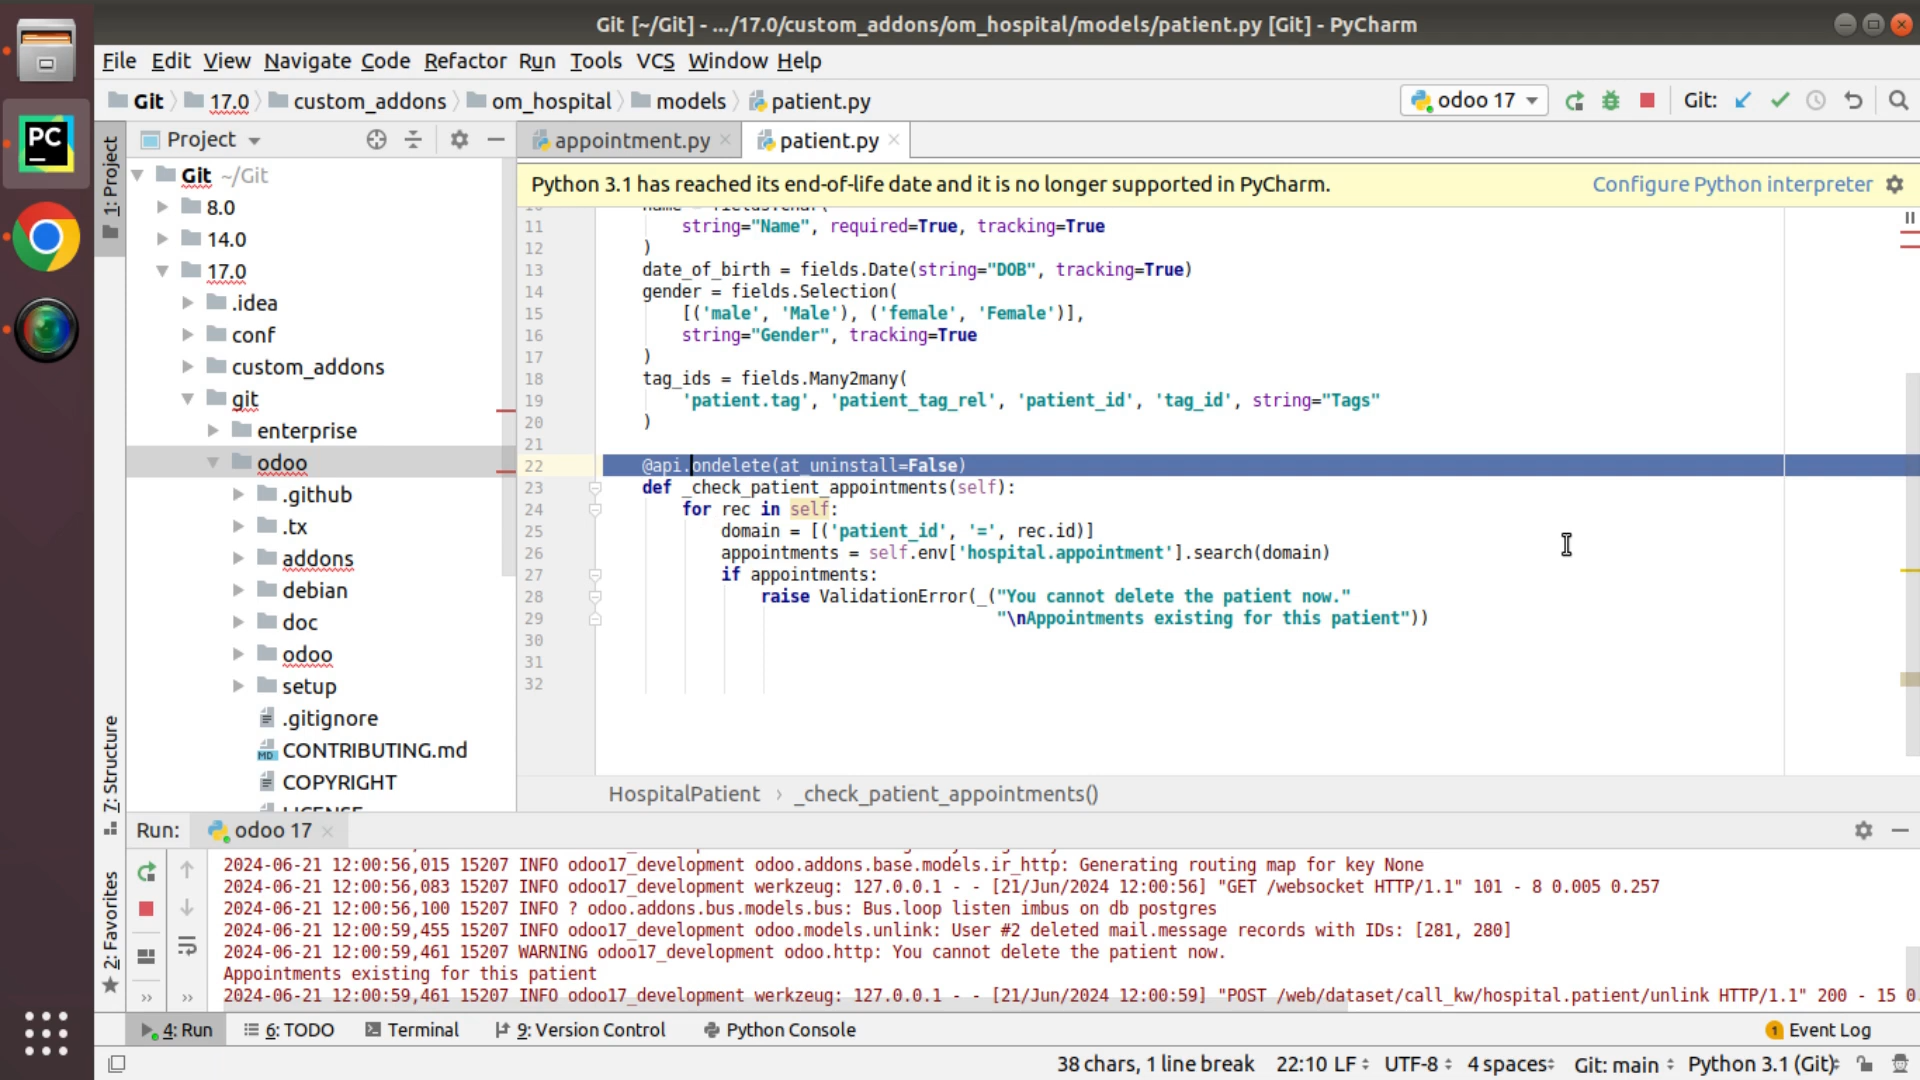 Git [~/Git] - .../17.0/custom_addons/om_hospital/models/patient.py [Git] - PyCharm
File Edit View Navigate Code Refactor Run Tools VCS Window Help
Git 17.0 custom_addons om_hospital models patient.py
odoo 17 Git:
PC
1: Project
Project
appointment.py patient.py
Python 3.1 has reached its end-of-life date and it is no longer supported in PyCharm. Configure Python interpreter
Git ~/Git
8.0
14.0
17.0
.idea
conf
custom_addons
git
enterprise
odoo
.github
.tx
addons
debian
doc
odoo
setup
.gitignore
MD CONTRIBUTING.md
COPYRIGHT
LICENSE
10 name = fields.Char(
11 string="Name", required=True, tracking=True
12 )
13 date_of_birth = fields.Date(string="DOB", tracking=True)
14 gender = fields.Selection(
15 [('male', 'Male'), ('female', 'Female')],
16 string="Gender", tracking=True
17 )
18 tag_ids = fields.Many2many(
19 'patient.tag', 'patient_tag_rel', 'patient_id', 'tag_id', string="Tags"
20 )
21
22 @api.ondelete(at_uninstall=False)
23 def _check_patient_appointments(self):
24 for rec in self:
25 domain = [('patient_id', '=', rec.id)]
26 appointments = self.env['hospital.appointment'].search(domain)
27 if appointments:
28 raise ValidationError(_("You cannot delete the patient now."
29 "\nAppointments existing for this patient"))
30
31
32
HospitalPatient › _check_patient_appointments()
7: Structure
2: Favorites
Run: odoo 17
2024-06-21 12:00:56,015 15207 INFO odoo17_development odoo.addons.base.models.ir_http: Generating routing map for key None
2024-06-21 12:00:56,083 15207 INFO odoo17_development werkzeug: 127.0.0.1 - - [21/Jun/2024 12:00:56] "GET /websocket HTTP/1.1" 101 - 8 0.005 0.257
2024-06-21 12:00:56,100 15207 INFO ? odoo.addons.bus.models.bus: Bus.loop listen imbus on db postgres
2024-06-21 12:00:59,455 15207 INFO odoo17_development odoo.models.unlink: User #2 deleted mail.message records with IDs: [281, 280]
2024-06-21 12:00:59,461 15207 WARNING odoo17_development odoo.http: You cannot delete the patient now.
Appointments existing for this patient
2024-06-21 12:00:59,461 15207 INFO odoo17_development werkzeug: 127.0.0.1 - - [21/Jun/2024 12:00:59] "POST /web/dataset/call_kw/hospital.patient/unlink HTTP/1.1" 200 - 15 0
4: Run 6: TODO Terminal 9: Version Control Python Console 1 Event Log
38 chars, 1 line break 22:10 LF UTF-8 4 spaces Git: main Python 3.1 (Git)